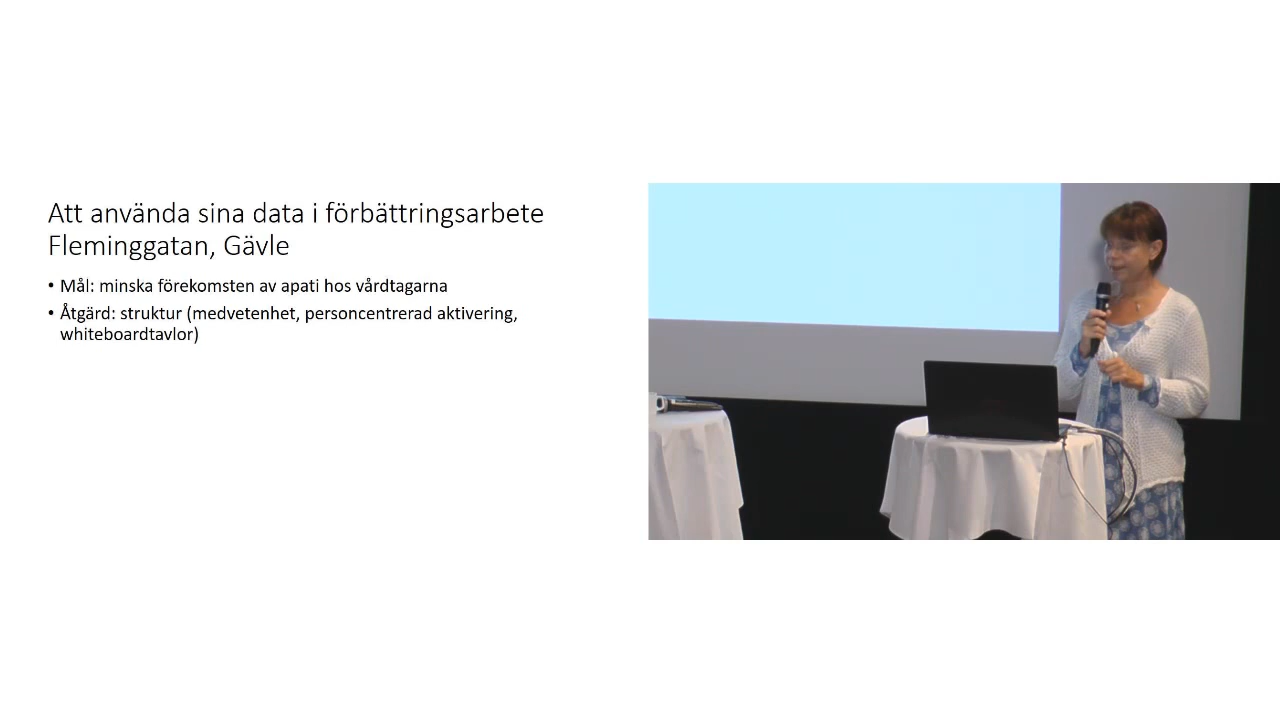 Att använda sina data i förbättringsarbete
Fleminggatan, Gävle
• Mål: minska förekomsten av apati hos vårdtagarna
• Åtgärd: struktur (medvetenhet, personcentrerad aktivering,
whiteboardtavlor)